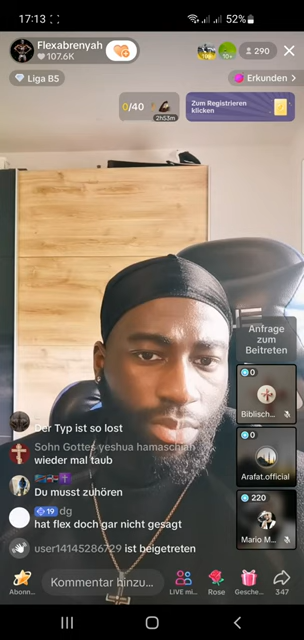 17:13
52%
Flexabrenyah
107.6K
10+
290
Liga B5
Erkunden >
0/40
2h53m
Zum Registrieren
klicken
Anfrage
zum
Beitreten
0
Biblisch...
0
Arafat.official
220
Mario M...
Der Typ ist so lost
Sohn Gottes yeshua hamaschiah
wieder mal taub
Du musst zuhören
19 dg
hat flex doch gar nicht gesagt
user14145286729 ist beigetreten
Abonn...
Kommentar hinzu...
LIVE mi...
Rose
Gesche...
347